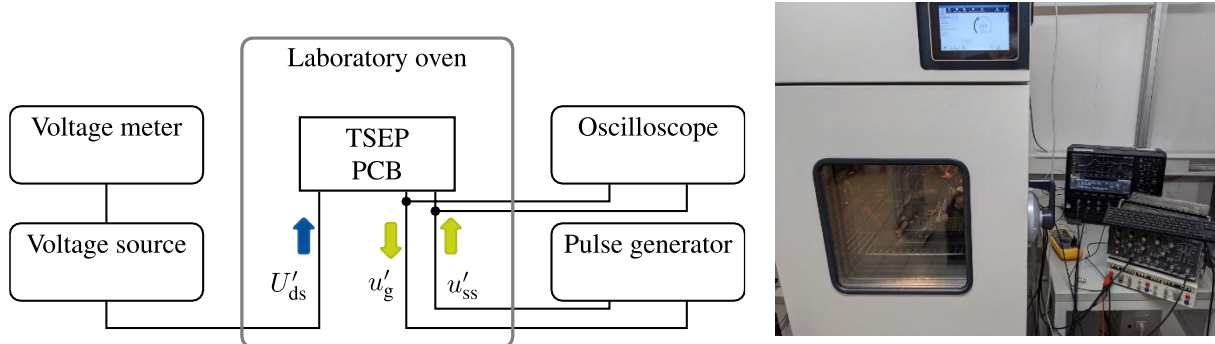 Laboratory oven
Voltage meter
TSEP
PCB
Oscilloscope
Voltage source
Pulse generator
U′ds
u′g
u′ss